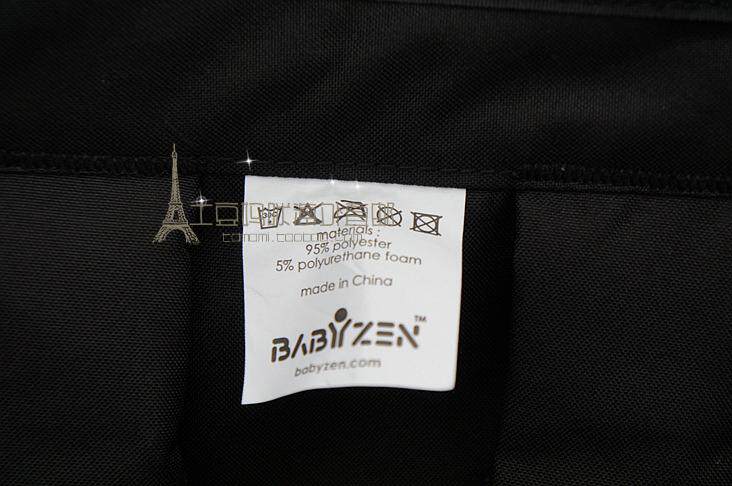 materials :
95% polyester
5% polyurethane foam
made in China
BABYZEN™
babyzen.com